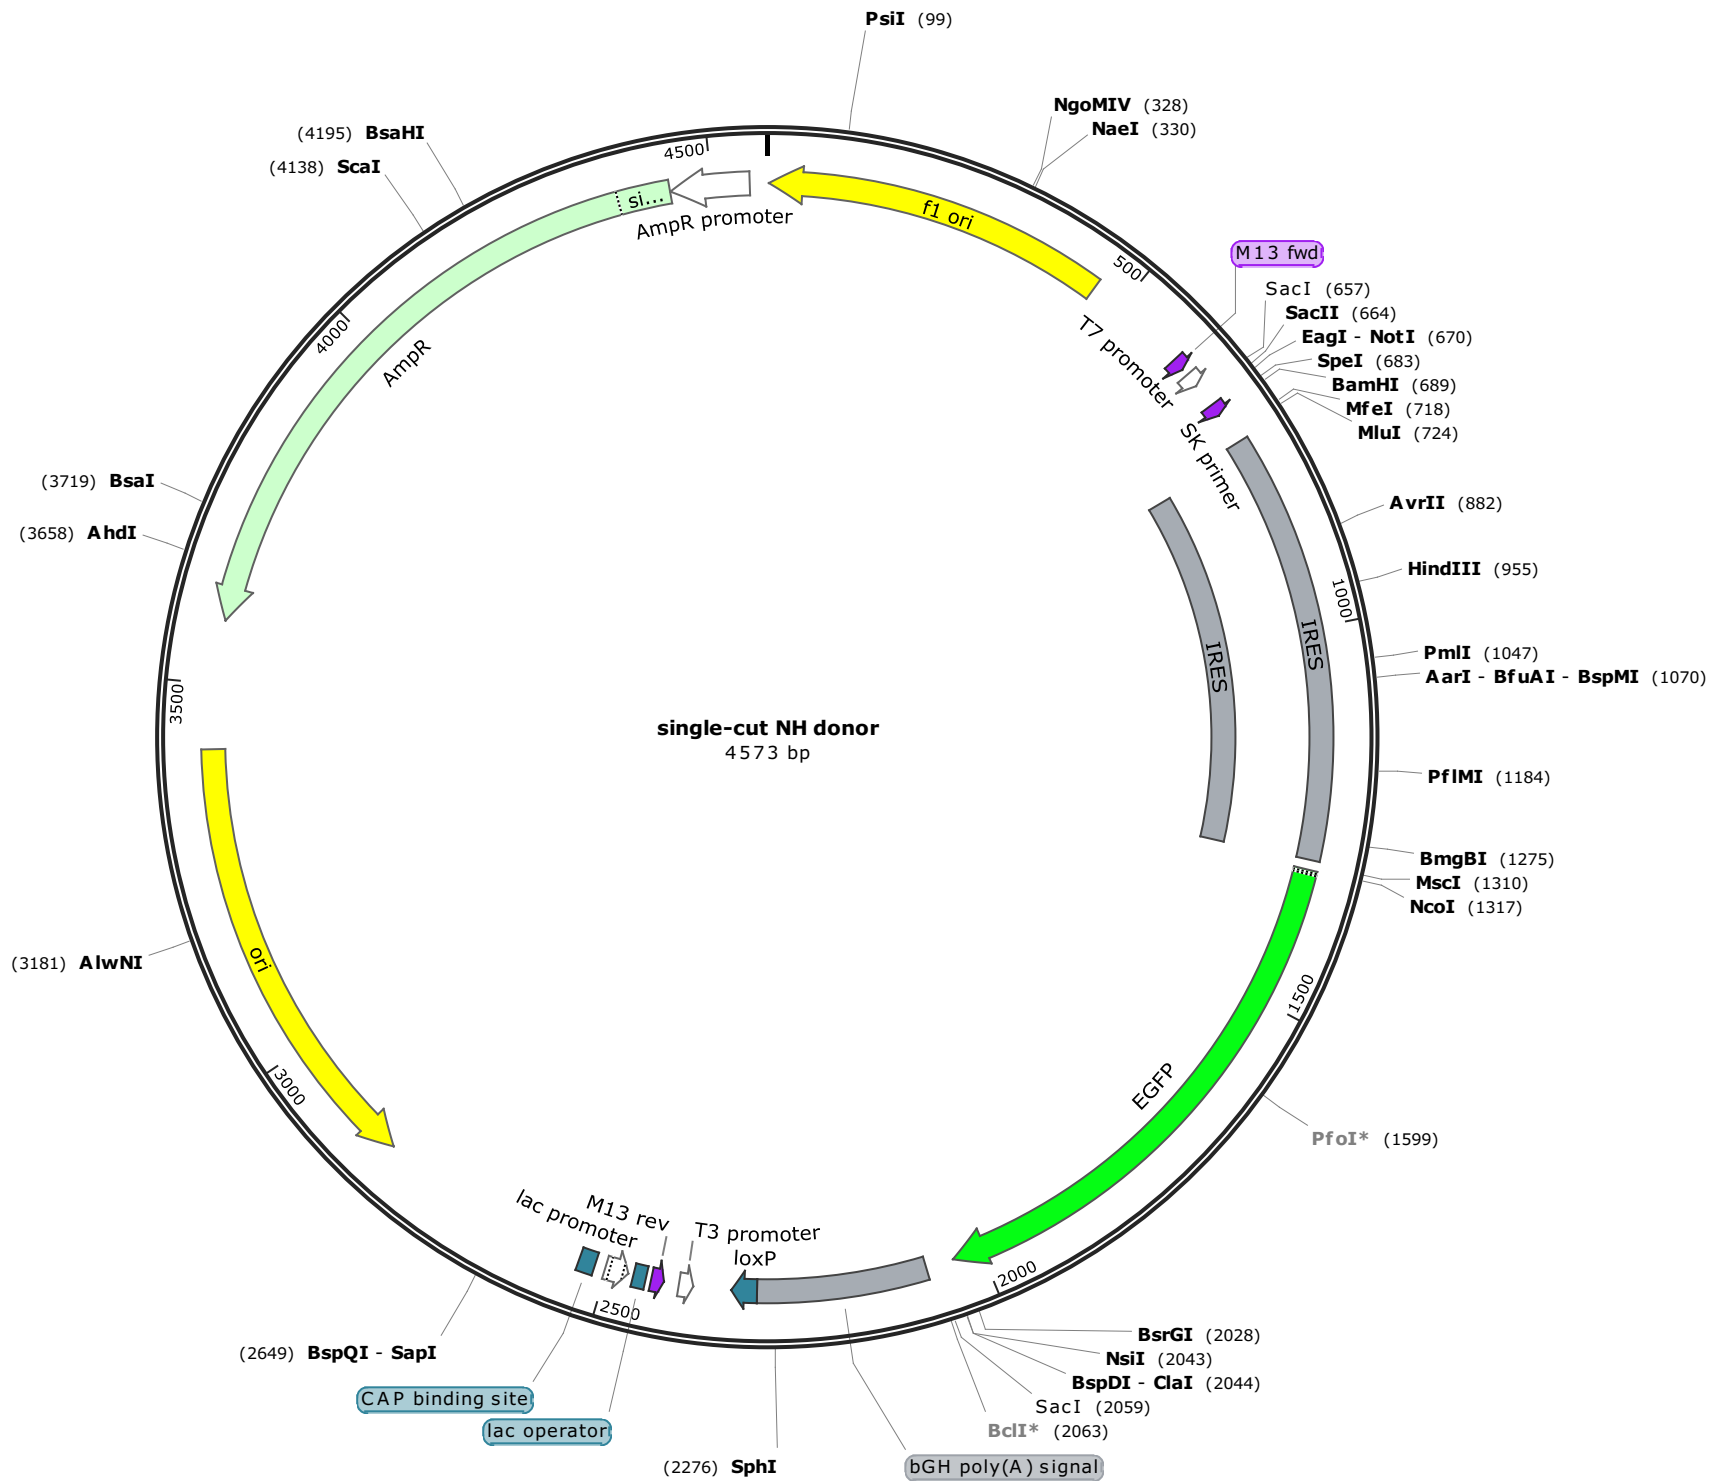 PsiI (99)
NgoMIV (328)
NaeI (330)
(4195) BsaHI
(4138) ScaI
4500
si...
AmpR promoter
f1 ori
500
M13 fwd
SacI (657)
SacII (664)
EagI - NotI (670)
SpeI (683)
BamHI (689)
MfeI (718)
MluI (724)
T7 promoter
SK primer
4000
AmpR
(3719) BsaI
(3658) AhdI
AvrII (882)
HindIII (955)
1000
IRES
IRES
PmlI (1047)
AarI - BfuAI - BspMI (1070)
3500
single-cut NH donor
4573 bp
PflMI (1184)
BmgBI (1275)
MscI (1310)
NcoI (1317)
(3181) AlwNI
ori
1500
3000
EGFP
PfoI* (1599)
lac promoter
M13 rev
T3 promoter
loxP
2000
2500
BsrGI (2028)
NsiI (2043)
BspDI - ClaI (2044)
SacI (2059)
BclI* (2063)
(2649) BspQI - SapI
CAP binding site
lac operator
(2276) SphI
bGH poly(A) signal